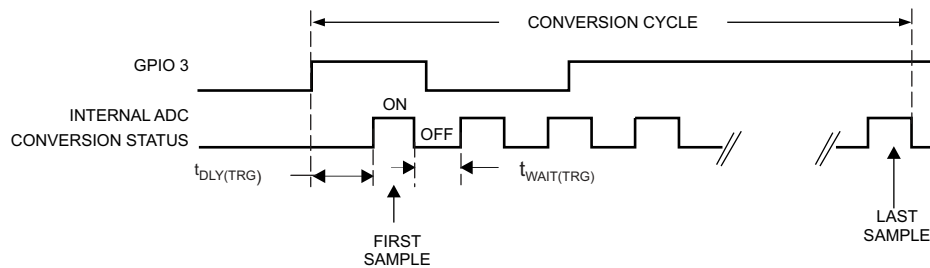 CONVERSION CYCLE
GPIO 3
INTERNAL ADC
CONVERSION STATUS
ON
OFF
tDLY(TRG)
tWAIT(TRG)
FIRST
SAMPLE
LAST
SAMPLE